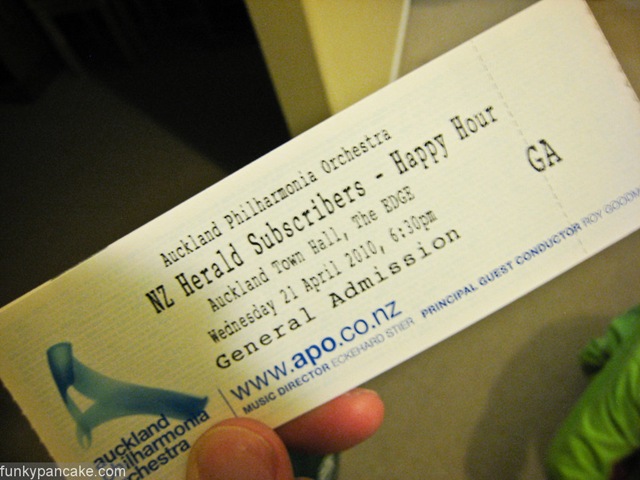 Auckland Philharmonia Orchestra
NZ Herald Subscribers - Happy Hour
Auckland Town Hall, The EDGE
Wednesday 21 April 2010, 6:30pm
General Admission
GA
www.apo.co.nz
MUSIC DIRECTOR ECKEHARD STIER PRINCIPAL GUEST CONDUCTOR ROY GOODM
auckland
philharmonia
orchestra
funkypancake.com